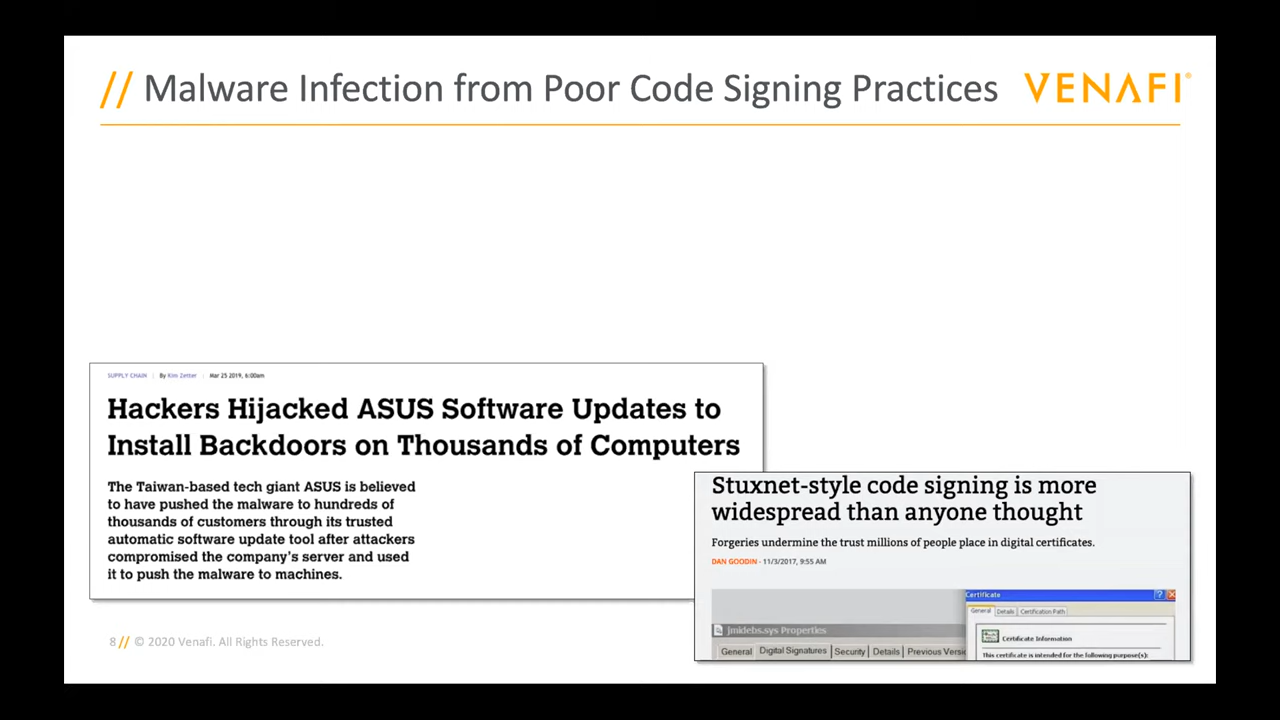 // Malware Infection from Poor Code Signing Practices
VENAFI®
SUPPLY CHAIN | By Kim Zetter | Mar 25 2019, 6:00am
Hackers Hijacked ASUS Software Updates to
Install Backdoors on Thousands of Computers
The Taiwan-based tech giant ASUS is believed
to have pushed the malware to hundreds of
thousands of customers through its trusted
automatic software update tool after attackers
compromised the company's server and used
it to push the malware to machines.
Stuxnet-style code signing is more
widespread than anyone thought
Forgeries undermine the trust millions of people place in digital certificates.
DAN GOODIN - 11/3/2017, 9:55 AM
Certificate
General Details Certification Path
Certificate Information
This certificate is intended for the following purpose(s):
jmidebs.sys Properties
General Digital Signatures Security Details Previous Versio
8 // © 2020 Venafi. All Rights Reserved.